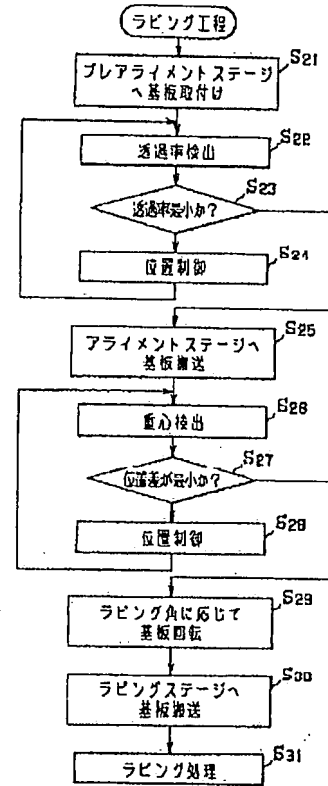 ラビング工程
S21
プレアライメントステージ
へ基板取付け
S22
透過率検出
S23
透過率最小か?
S24
位置制御
S25
アライメントステージへ
基板搬送
S26
重心検出
S27
位置差が最小か?
S28
位置制御
S29
ラビング角に応じて
基板回転
S30
ラビングステージへ
基板搬送
S31
ラビング処理